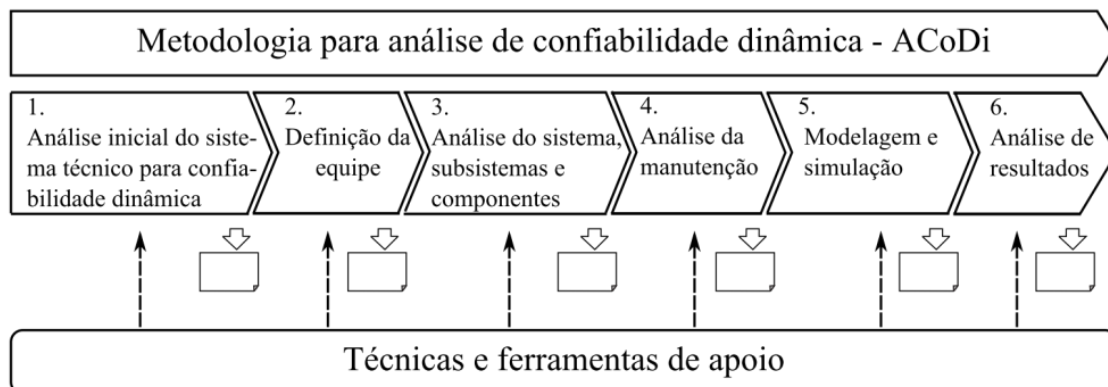 Metodologia para análise de confiabilidade dinâmica - ACoDi
1.
Análise inicial do siste-
ma técnico para confia-
bilidade dinâmica
2.
Definição da
equipe
3.
Análise do sistema,
subsistemas e
componentes
4.
Análise da
manutenção
5.
Modelagem e
simulação
6.
Análise de
resultados
Técnicas e ferramentas de apoio